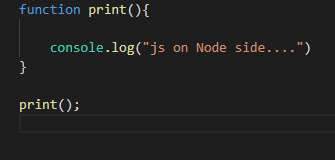 function print(){
console.log("js on Node side....")
}
print();